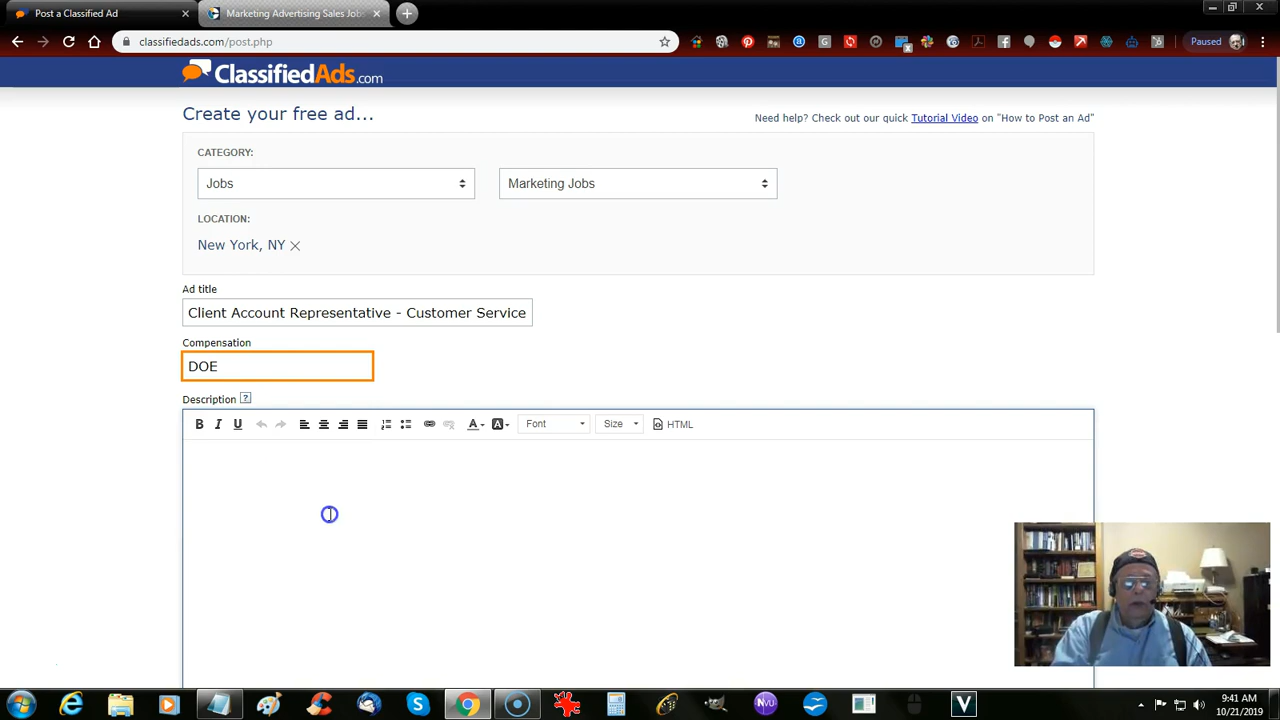 Post a Classified Ad
Marketing Advertising Sales Jobs
classifiedads.com/post.php
Paused
ClassifiedAds.com
Create your free ad...
Need help? Check out our quick Tutorial Video on "How to Post an Ad"
CATEGORY:
Jobs
Marketing Jobs
LOCATION:
New York, NY
Ad title
Client Account Representative - Customer Service
Compensation
DOE
Description ?
B I U A A Font Size HTML
9:41 AM
10/21/2019